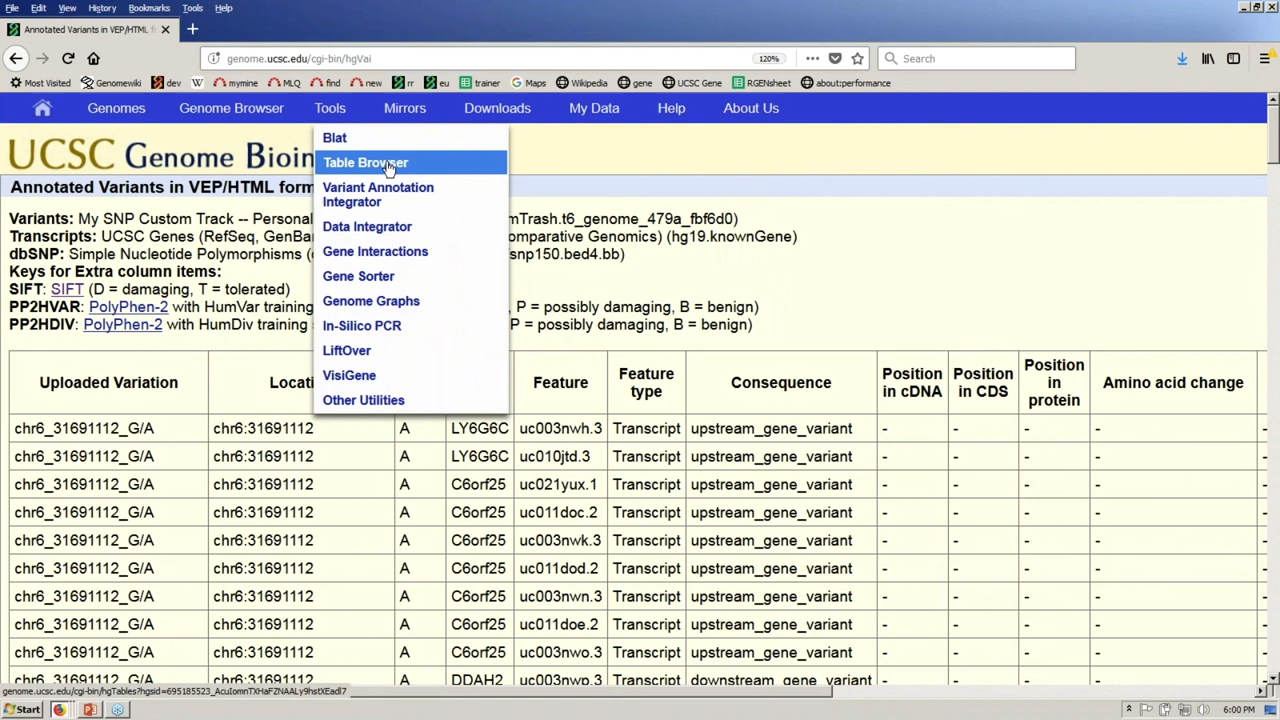 File Edit View History Bookmarks Tools Help
Annotated Variants in VEP/HTML f
genome.ucsc.edu/cgi-bin/hgVai 120% Search
Most Visited Genomewiki dev mymine MLQ find new rr eu trainer Maps Wikipedia gene UCSC Gene RGENsheet about:performance
Genomes Genome Browser Tools Mirrors Downloads My Data Help About Us
Blat
Table Browser
Variant Annotation
Integrator
Data Integrator
Gene Interactions
Gene Sorter
Genome Graphs
In-Silico PCR
LiftOver
VisiGene
Other Utilities
UCSC Genome Bioin
Annotated Variants in VEP/HTML form
Variants: My SNP Custom Track -- Personal mTrash.t6_genome_479a_fbf6d0)
Transcripts: UCSC Genes (RefSeq, GenBan omparative Genomics) (hg19.knownGene)
dbSNP: Simple Nucleotide Polymorphisms (d snp150.bed4.bb)
Keys for Extra column items:
SIFT: SIFT (D = damaging, T = tolerated)
PP2HVAR: PolyPhen-2 with HumVar training , P = possibly damaging, B = benign)
PP2HDIV: PolyPhen-2 with HumDiv training P = possibly damaging, B = benign)
Uploaded Variation Locati Feature Feature type Consequence Position in cDNA Position in CDS Position in protein Amino acid change
chr6_31691112_G/A chr6:31691112 A LY6G6C uc003nwh.3 Transcript upstream_gene_variant - - - - -
chr6_31691112_G/A chr6:31691112 A LY6G6C uc010jtd.3 Transcript upstream_gene_variant - - - - -
chr6_31691112_G/A chr6:31691112 A C6orf25 uc021yux.1 Transcript upstream_gene_variant - - - - -
chr6_31691112_G/A chr6:31691112 A C6orf25 uc011doc.2 Transcript upstream_gene_variant - - - - -
chr6_31691112_G/A chr6:31691112 A C6orf25 uc003nwk.3 Transcript upstream_gene_variant - - - - -
chr6_31691112_G/A chr6:31691112 A C6orf25 uc011dod.2 Transcript upstream_gene_variant - - - - -
chr6_31691112_G/A chr6:31691112 A C6orf25 uc003nwn.3 Transcript upstream_gene_variant - - - - -
chr6_31691112_G/A chr6:31691112 A C6orf25 uc011doe.2 Transcript upstream_gene_variant - - - - -
chr6_31691112_G/A chr6:31691112 A C6orf25 uc003nwo.3 Transcript upstream_gene_variant - - - - -
chr6_31691112_G/A chr6:31691112 A DDAH2 uc003nwp.3 Transcript downstream_gene_variant - - - - -
Start 6:00 PM